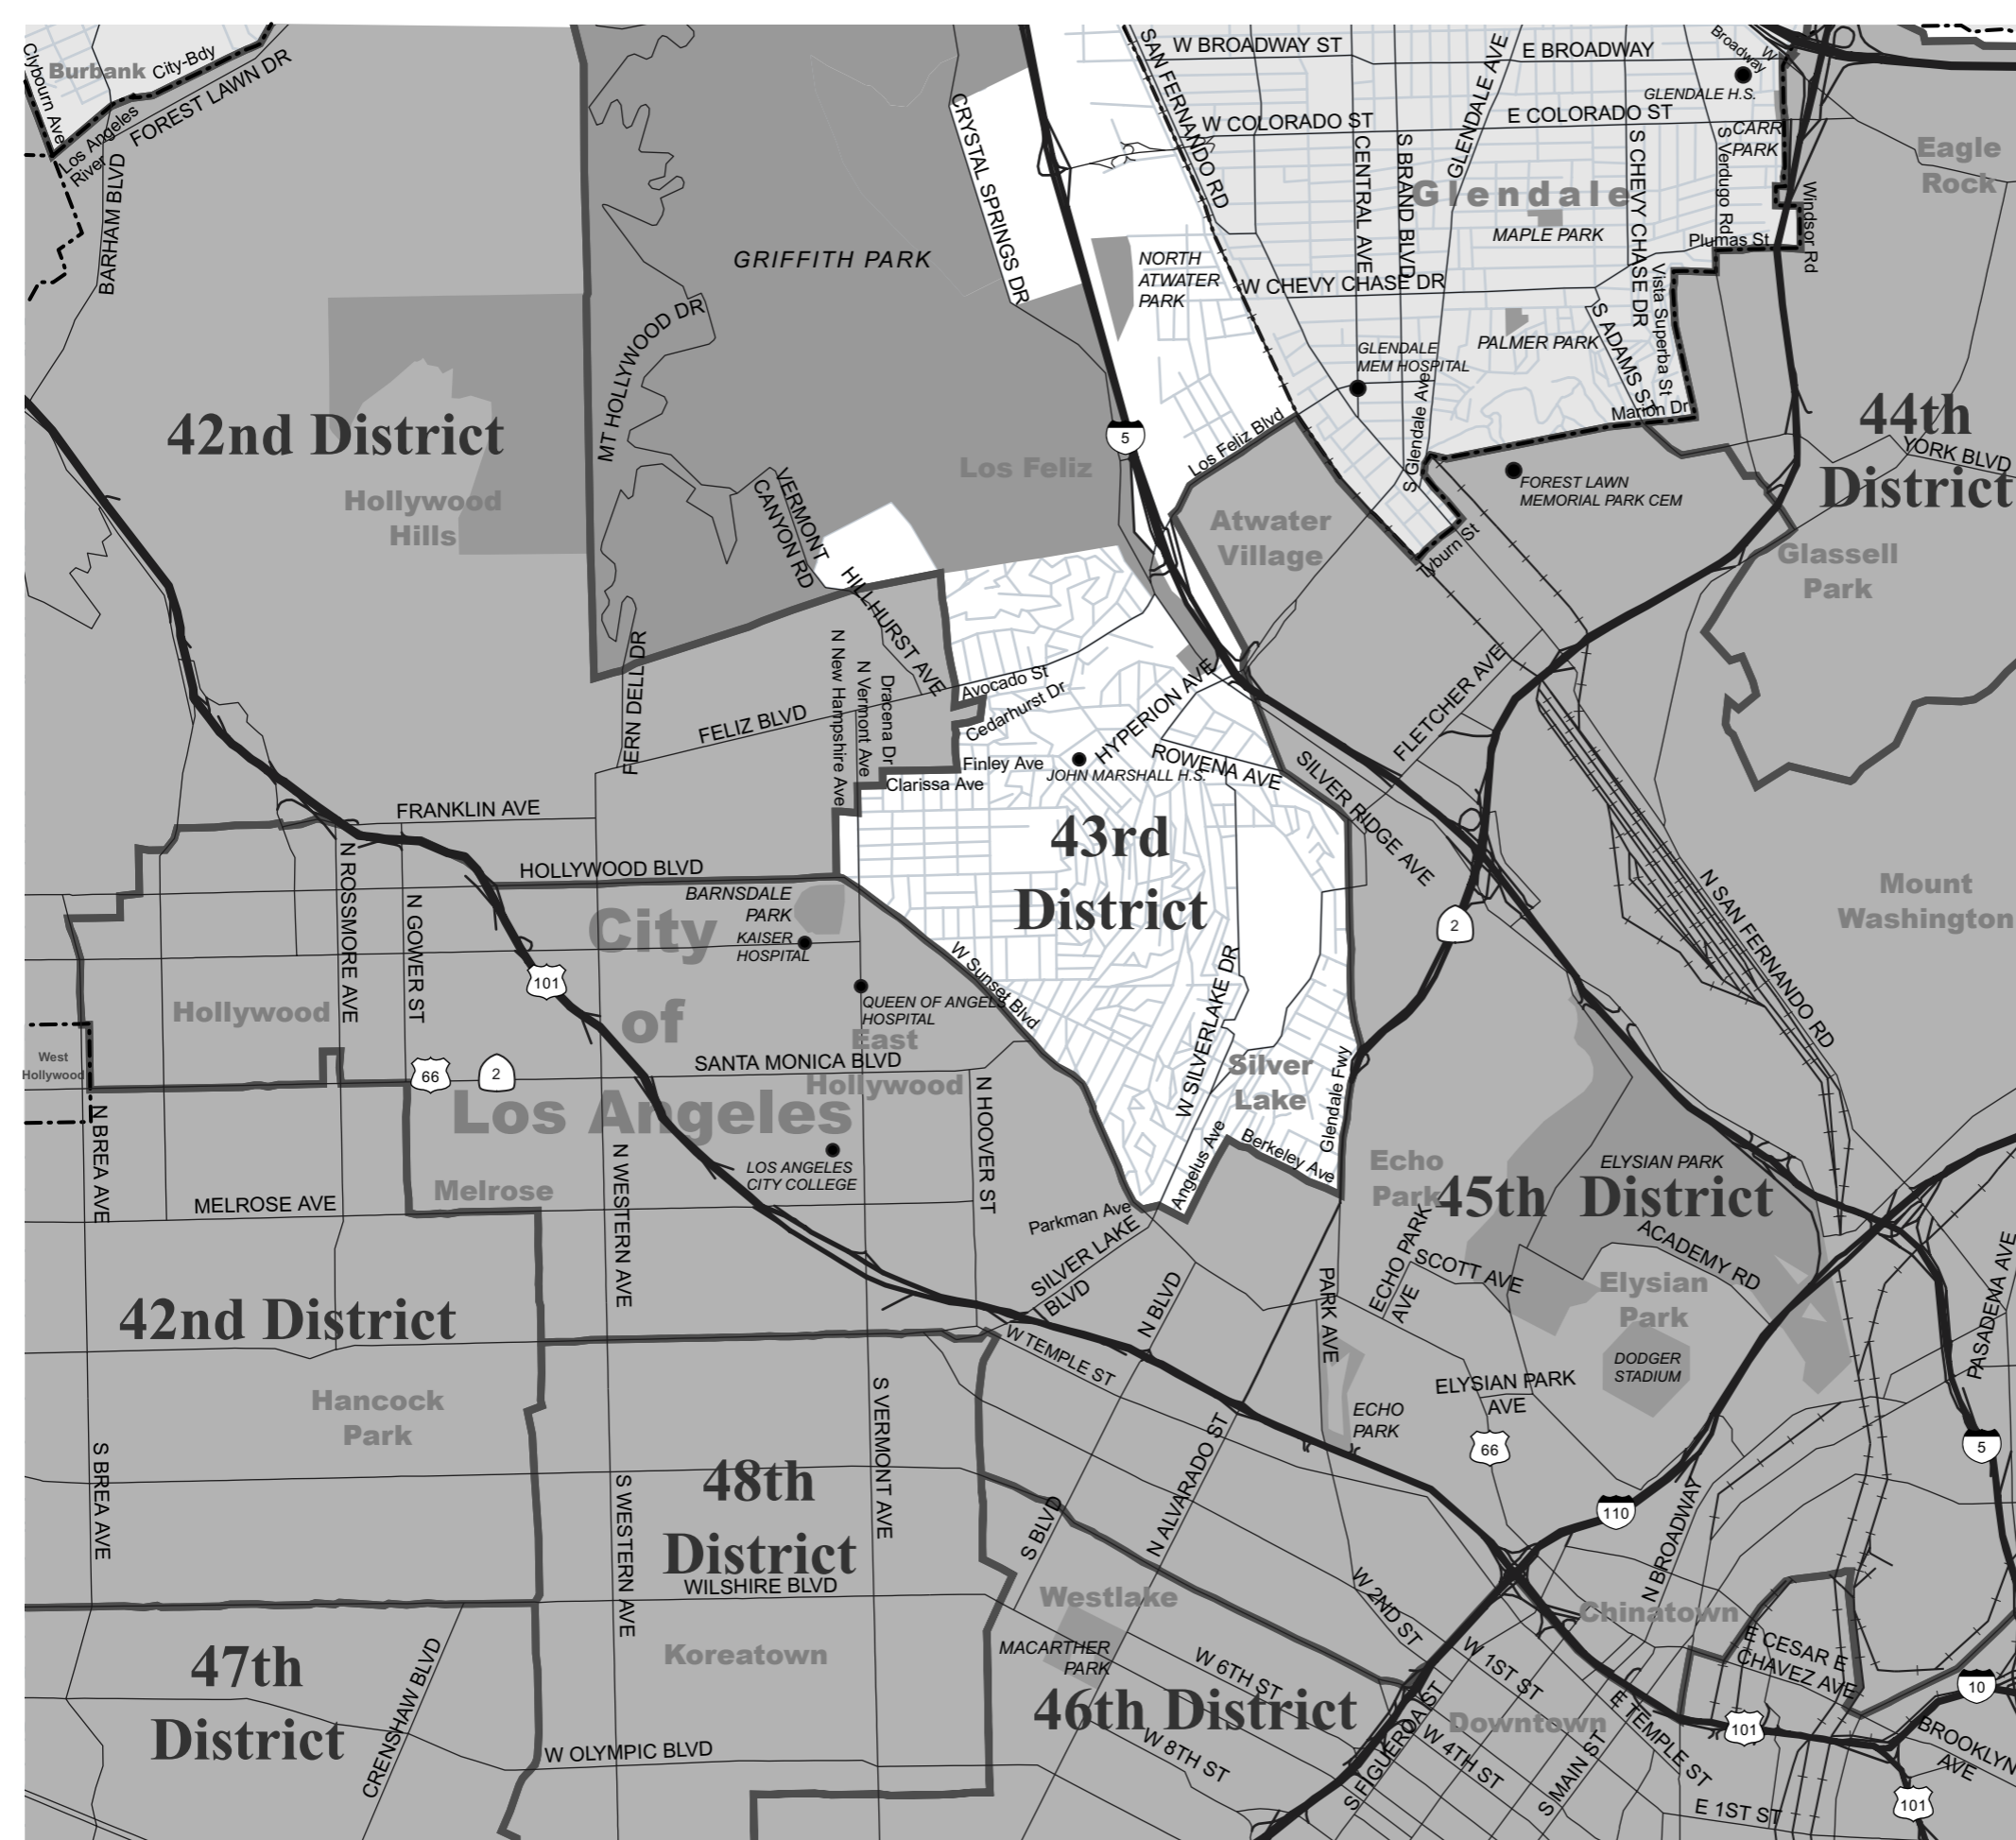 Burbank
City-Bdy
Clybourn Ave
Los Angeles
River
FOREST LAWN DR
BARHAM BLVD
GRIFFITH PARK
CRYSTAL SPRINGS DR
SAN FERNANDO RD
W BROADWAY ST
E BROADWAY
Broadway
W
GLENDALE H.S.
W COLORADO ST
E COLORADO ST
CARR
PARK
Eagle
Rock
GLENDALE AVE
CENTRAL AVE
S BRAND BLVD
S CHEVY CHASE DR
S Verdugo Rd
Windsor Rd
Glendale
MAPLE PARK
Plumas St
NORTH
ATWATER
PARK
W CHEVY CHASE DR
Vista Superba St
S ADAMS ST
PALMER PARK
GLENDALE
MEM HOSPITAL
S Glendale Ave
Marion Dr
MT HOLLYWOOD DR
42nd District
Hollywood
Hills
VERMONT
CANYON RD
Los Feliz
5
Los Feliz Blvd
Atwater
Village
FOREST LAWN
MEMORIAL PARK CEM
Tyburn St
44th
District
YORK BLVD
Glassell
Park
HILLHURST AVE
FERN DELL DR
N New Hampshire Ave
N Vermont Ave
Dracena Dr
FELIZ BLVD
Avocado St
Cedarhurst Dr
Finley Ave
Clarissa Ave
HYPERION AVE
JOHN MARSHALL H.S.
ROWENA AVE
SILVER RIDGE AVE
FLETCHER AVE
FRANKLIN AVE
HOLLYWOOD BLVD
43rd
District
N ROSSMORE AVE
N GOWER ST
BARNSDALE
PARK
KAISER
HOSPITAL
City
of
Los Angeles
101
2
Mount
Washington
N SAN FERNANDO RD
Hollywood
West
Hollywood
W Sunset Blvd
QUEEN OF ANGELS
HOSPITAL
East
Hollywood
SANTA MONICA BLVD
66
2
W SILVERLAKE DR
Silver
Lake
Glendale Fwy
N BREA AVE
N WESTERN AVE
N HOOVER ST
LOS ANGELES
CITY COLLEGE
Melrose
MELROSE AVE
Angelus Ave
Berkeley Ave
Parkman Ave
SILVER LAKE
BLVD
Echo
Park
45th District
ELYSIAN PARK
ACADEMY RD
ECHO PARK
AVE
SCOTT AVE
Elysian
Park
DODGER
STADIUM
PASADENA AVE
42nd District
N BLVD
PARK AVE
W TEMPLE ST
ELYSIAN PARK
AVE
ECHO
PARK
66
5
Hancock
Park
S BREA AVE
S WESTERN AVE
S VERMONT AVE
48th
District
WILSHIRE BLVD
Koreatown
S BLVD
N ALVARADO ST
110
N BROADWAY
Westlake
MACARTHER
PARK
W 2ND ST
Chinatown
E CESAR E
CHAVEZ AVE
W 6TH ST
W 1ST ST
46th District
W 8TH ST
S FIGUEROA ST
Downtown
W 4TH ST
S MAIN ST
E TEMPLE ST
E 1ST ST
101
10
BROOKLYN
AVE
101
47th
District
CRENSHAW BLVD
W OLYMPIC BLVD